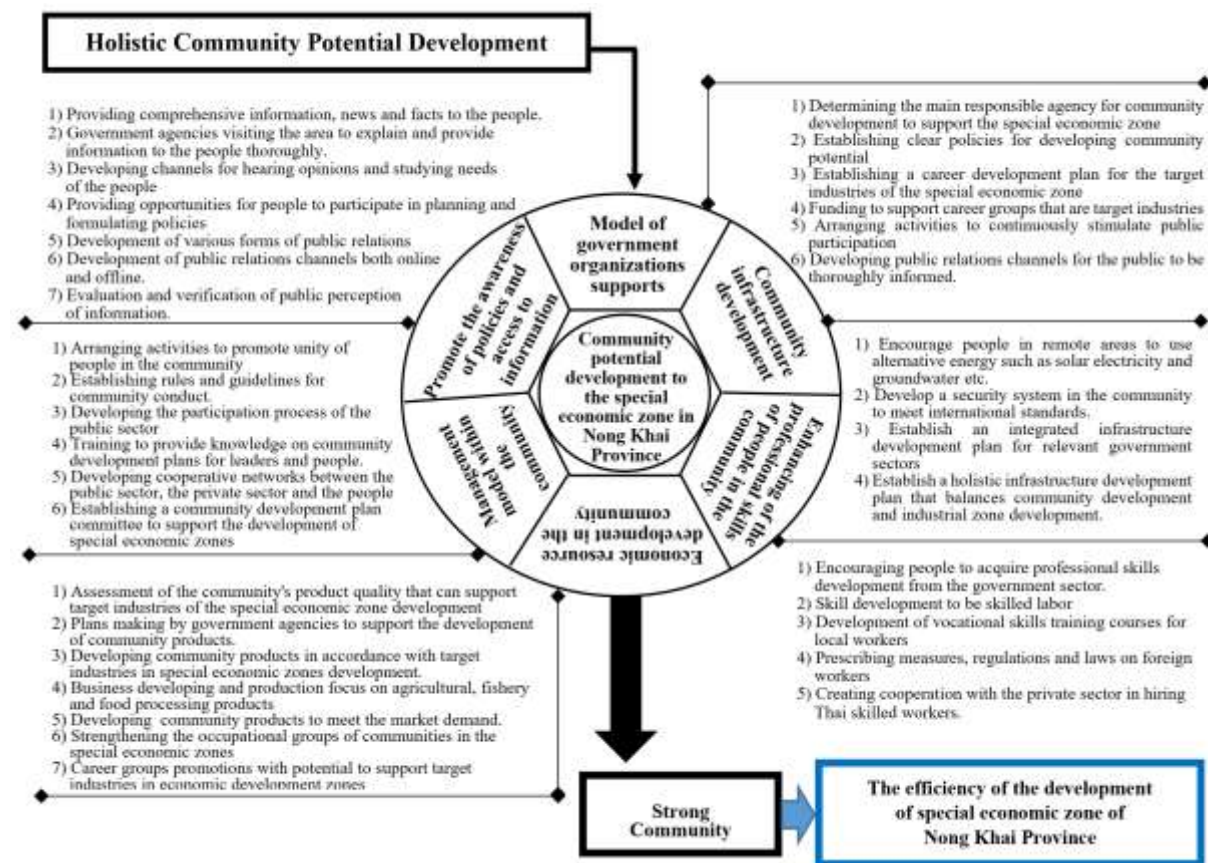 Holistic Community Potential Development
1) Providing comprehensive information, news and facts to the people.
2) Government agencies visiting the area to explain and provide
information to the people thoroughly.
3) Developing channels for hearing opinions and studying needs
of the people
4) Providing opportunities for people to participate in planning and
formulating policies
5) Development of various forms of public relations
6) Development of public relations channels both online
and offline.
7) Evaluation and verification of public perception
of information.
1) Arranging activities to promote unity of
people in the community
2) Establishing rules and guidelines for
community conduct.
3) Developing the participation process of the
public sector
4) Training to provide knowledge on community
development plans for leaders and people.
5) Developing cooperative networks between the
public sector, the private sector and the people
6) Establishing a community development plan
committee to support the development of
special economic zones
1) Assessment of the community's product quality that can support
target industries of the special economic zone development
2) Plans making by government agencies to support the development
of community products.
3) Developing community products in accordance with target
industries in special economic zones development.
4) Business developing and production focus on agricultural, fishery
and food processing products
5) Developing community products to meet the market demand.
6) Strengthening the occupational groups of communities in the
special economic zones
7) Career groups promotions with potential to support target
industries in economic development zones
Model of
government
organizations
supports
Community
infrastructure
development
Enhancing of the
professional skills
of people in the
community
Economic resource
development in the
community
Management
model within
the
community
Promote the awareness
of policies and
access to
information
Community
potential
development to
the special
economic zone in
Nong Khai
Province
1) Determining the main responsible agency for community
development to support the special economic zone
2) Establishing clear policies for developing community
potential
3) Establishing a career development plan for the target
industries of the special economic zone
4) Funding to support career groups that are target industries
5) Arranging activities to continuously stimulate public
participation
6) Developing public relations channels for the public to be
thoroughly informed.
1) Encourage people in remote areas to use
alternative energy such as solar electricity and
groundwater etc.
2) Develop a security system in the community
to meet international standards.
3) Establish an integrated infrastructure
development plan for relevant government
sectors
4) Establish a holistic infrastructure development
plan that balances community development
and industrial zone development.
1) Encouraging people to acquire professional skills
development from the government sector.
2) Skill development to be skilled labor
3) Development of vocational skills training courses for
local workers
4) Prescribing measures, regulations and laws on foreign
workers
5) Creating cooperation with the private sector in hiring
Thai skilled workers.
Strong
Community
The efficiency of the development
of special economic zone of
Nong Khai Province